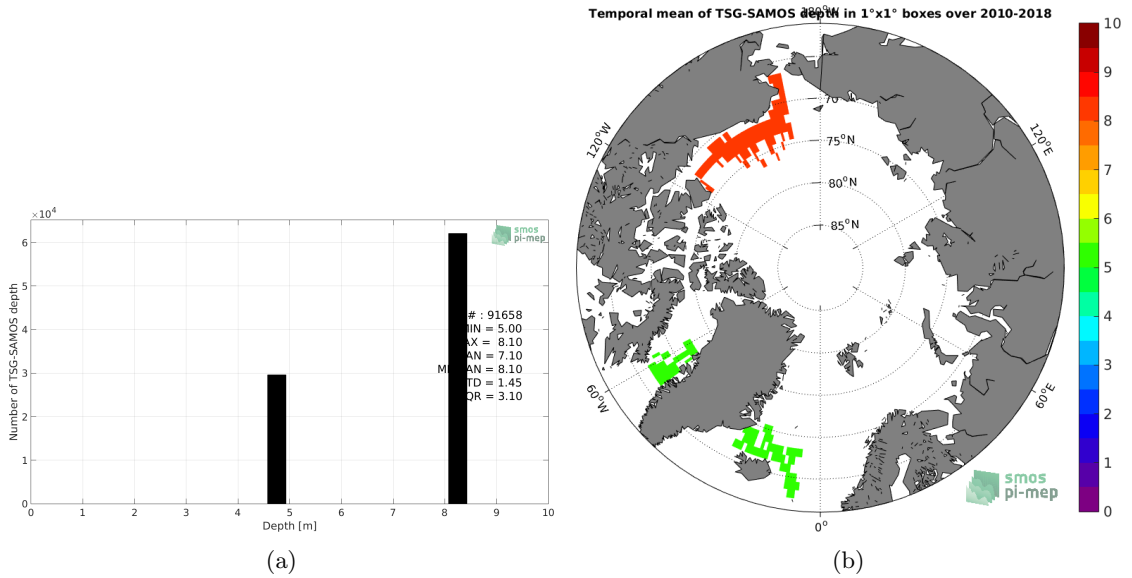 ×10⁴
6
5
4
3
2
1
0
Number of TSG-SAMOS depth
0 1 2 3 4 5 6 7 8 9 10
Depth [m]
smos
pi-mep
# : 91658
MIN = 5.00
AX = 8.10
AN = 7.10
M AN = 8.10
TD = 1.45
QR = 3.10
(a)
Temporal mean of TSG-SAMOS depth in 1°x1° boxes over 2010-2018
180°W
120°W
120°E
70°N
75°N
80°N
85°N
60°W
60°E
0°
smos
pi-mep
10
9
8
7
6
5
4
3
2
1
0
(b)